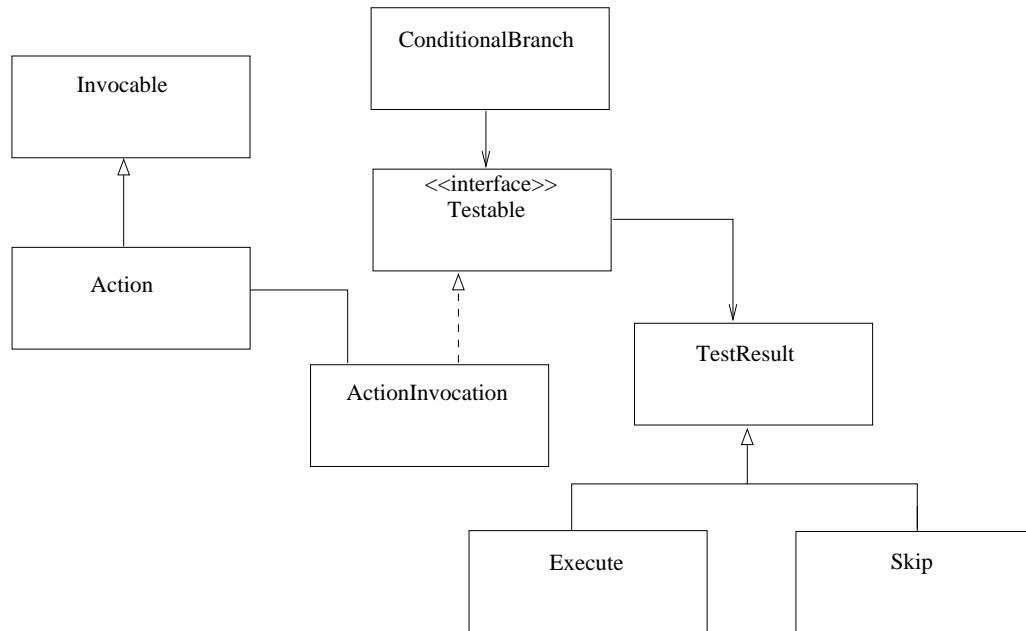 ConditionalBranch
Invocable
<<interface>>
Testable
Action
TestResult
ActionInvocation
Execute
Skip